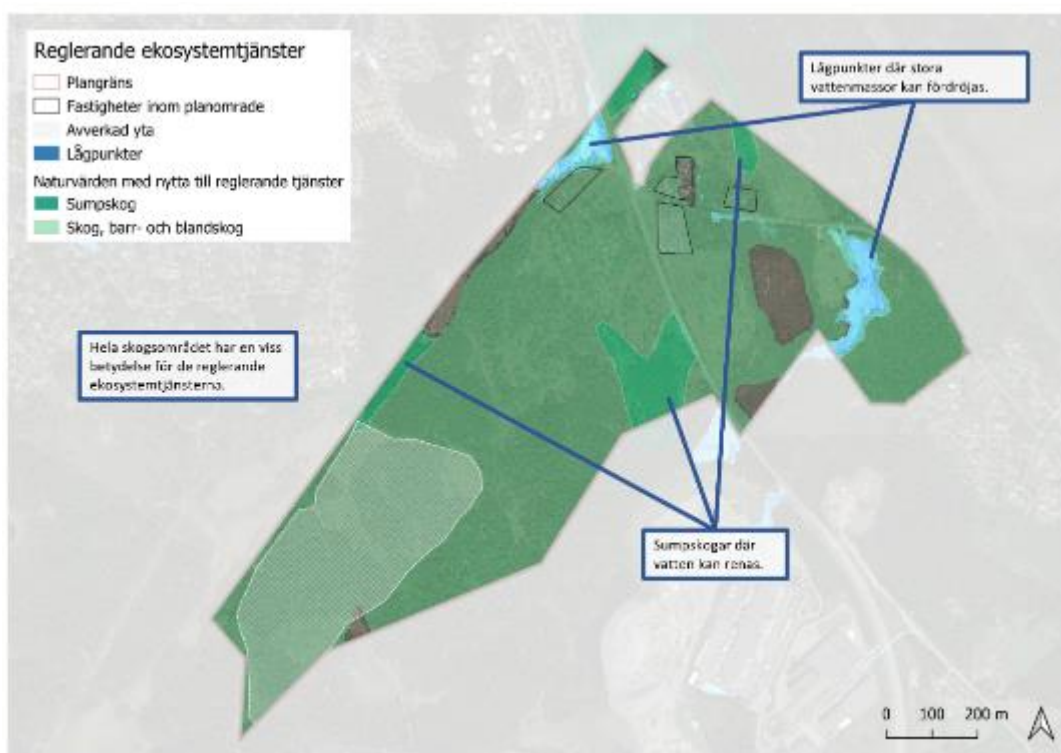 Reglerande ekosystemtjänster
Plangräns
Fastigheter inom planområde
Avverkad yta
Lågpunkter
Naturvärden med nytta till reglerande tjänster
Sumpskog
Skog, barr- och blandskog
Lågpunkter där stora
vattenmassor kan fördröjas.
Hela skogsområdet har en viss
betydelse för de reglerande
ekosystemtjänsterna.
Sumpskogar där
vatten kan renas.
0 100 200 m